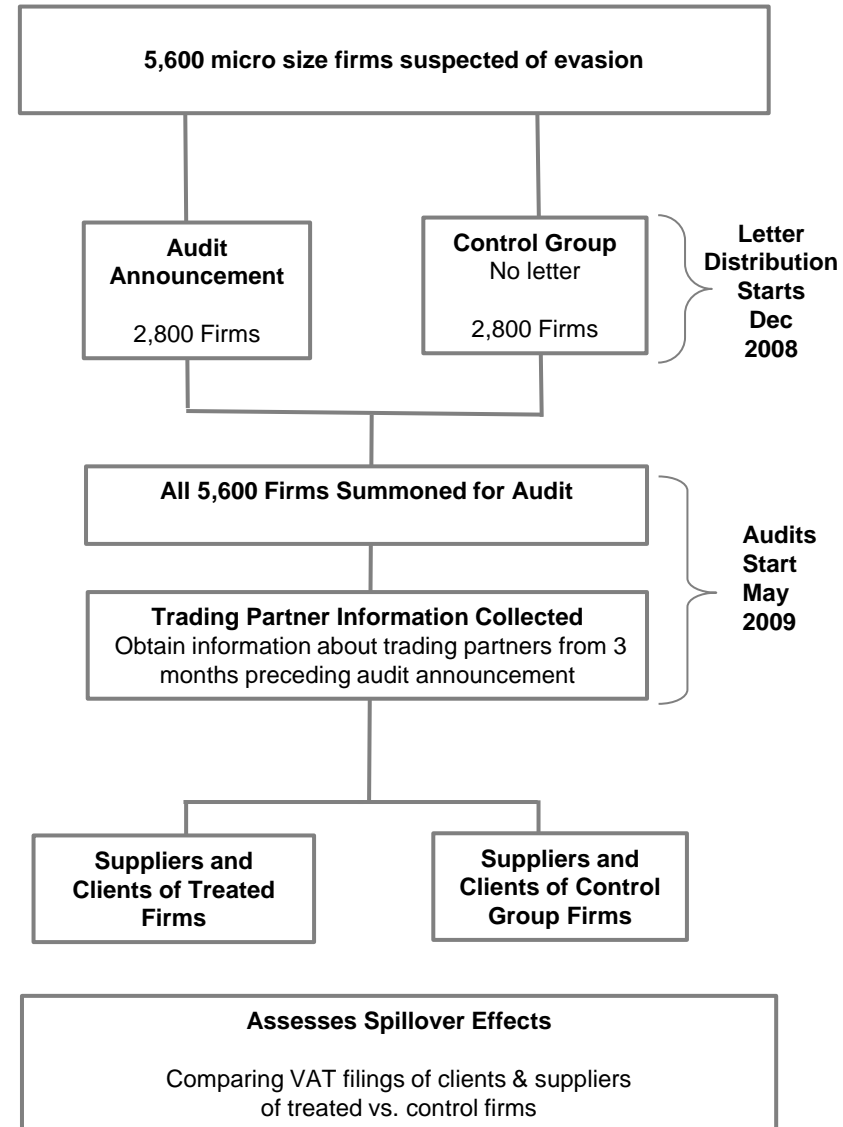 5,600 micro size firms suspected of evasion
Audit
Announcement
2,800 Firms
Control Group
No letter
2,800 Firms
Letter
Distribution
Starts
Dec
2008
All 5,600 Firms Summoned for Audit
Trading Partner Information Collected
Obtain information about trading partners from 3
months preceding audit announcement
Audits
Start
May
2009
Suppliers and
Clients of Treated
Firms
Suppliers and
Clients of Control
Group Firms
Assesses Spillover Effects
Comparing VAT filings of clients & suppliers
of treated vs. control firms